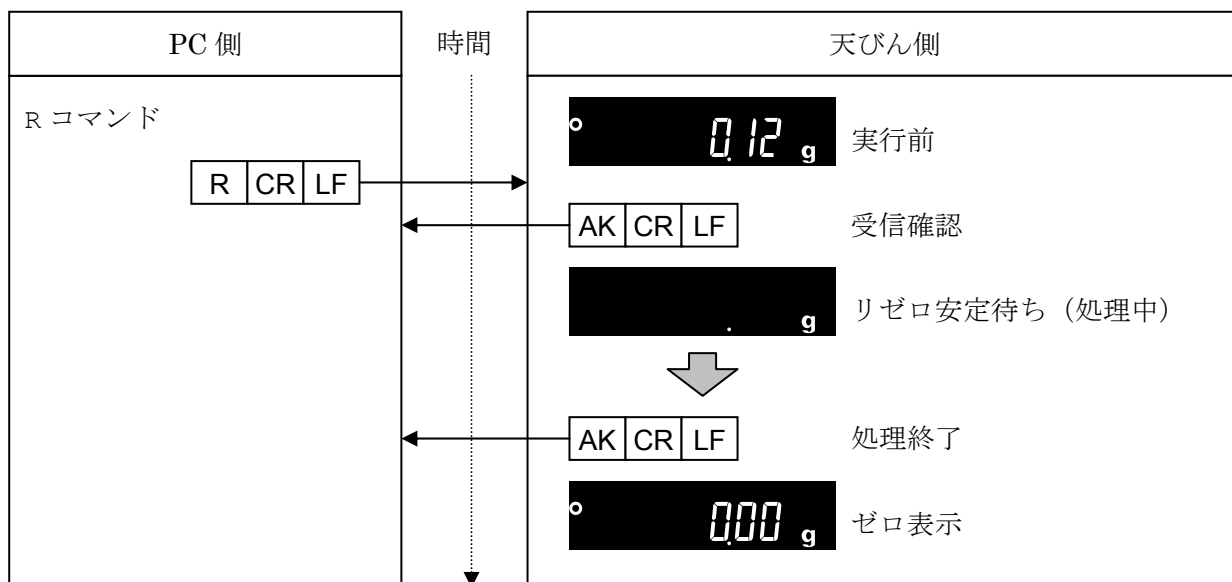 PC 側
時間
天びん側
R コマンド
0.12 g
実行前
R CR LF
AK CR LF
受信確認
. g
リゼロ安定待ち（処理中）
AK CR LF
処理終了
0.00 g
ゼロ表示